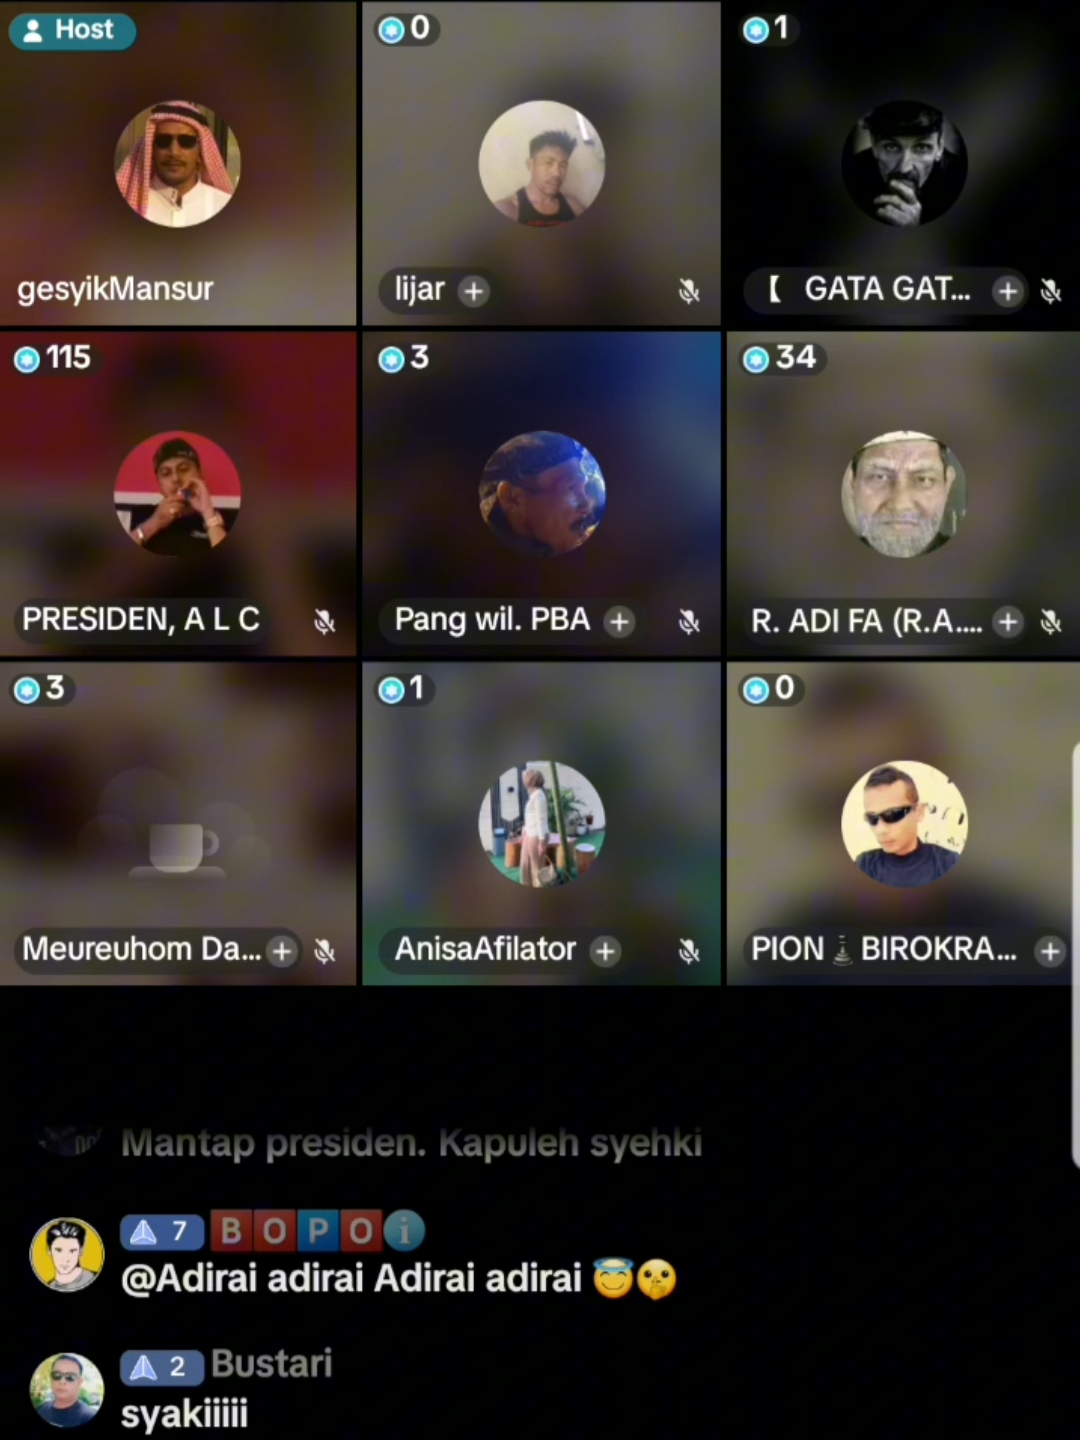 Host
0
1
gesyikMansur
lijar +
【 GATA GAT... +
115
3
34
PRESIDEN, A L C
Pang wil. PBA +
R. ADI FA (R.A.... +
3
1
0
Meureuhom Da... +
AnisaAfilator +
PION BIROKRA... +
Mantap presiden. Kapuleh syehki
7 BOPOi
@Adirai adirai Adirai adirai 😇🤫
2 Bustari
syakiiiii